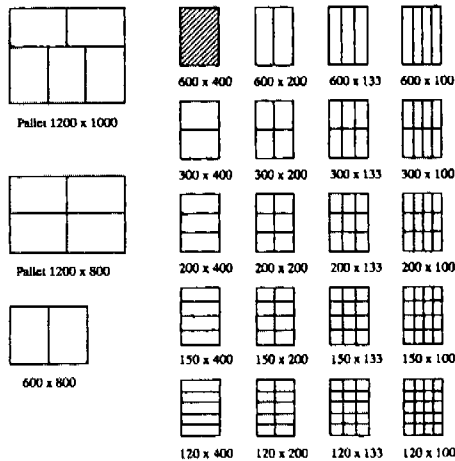 600 x 400
600 x 200
600 x 133
600 x 100
Pallet 1200 x 1000
300 x 400
300 x 200
300 x 133
300 x 100
Pallet 1200 x 800
200 x 400
200 x 200
200 x 133
200 x 100
600 x 800
150 x 400
150 x 200
150 x 133
150 x 100
120 x 400
120 x 200
120 x 133
120 x 100